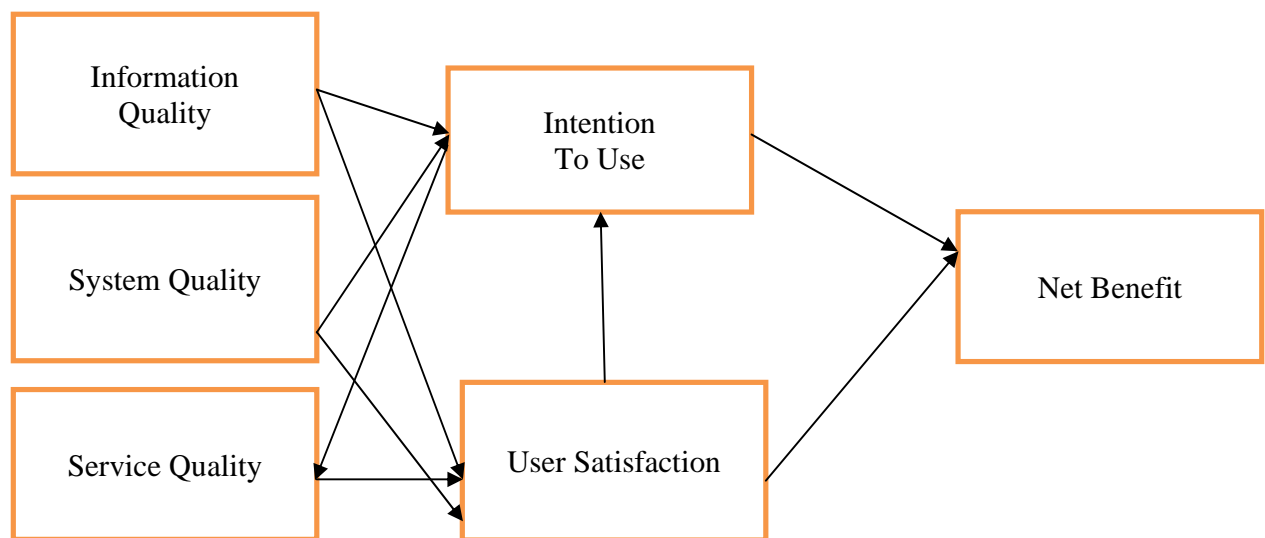 Information
Quality
Intention
To Use
System Quality
Net Benefit
Service Quality
User Satisfaction